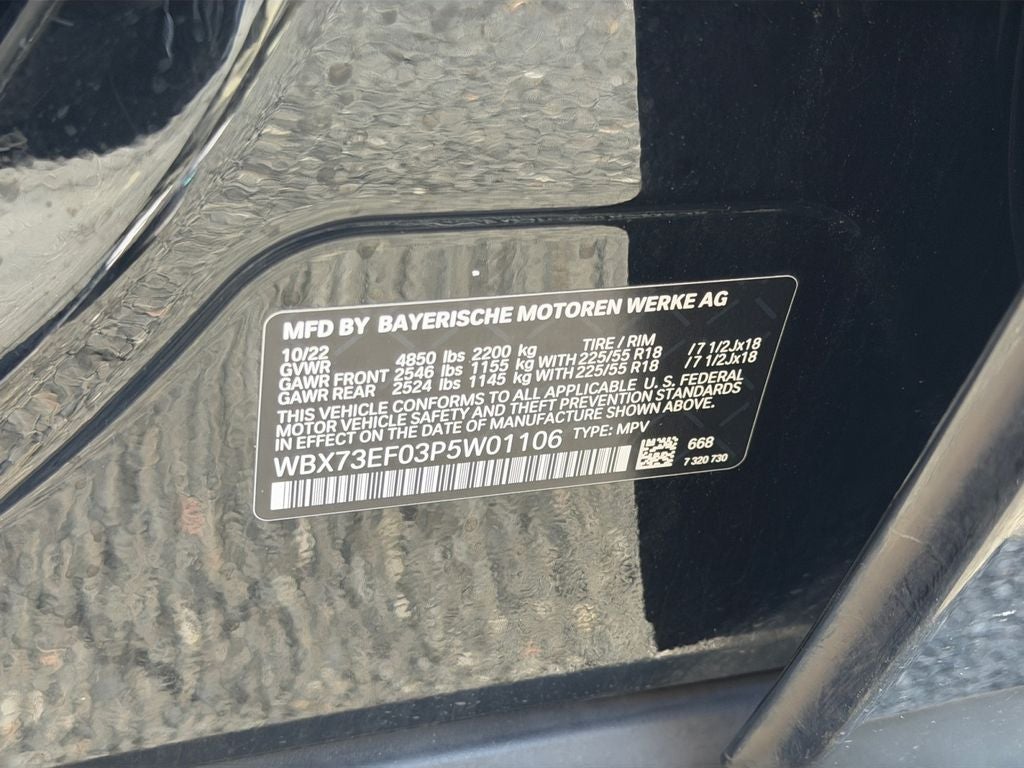 MFD BY BAYERISCHE MOTOREN WERKE AG
10/22 TIRE / RIM
GVWR 4850 lbs 2200 kg
GAWR FRONT 2546 lbs 1155 kg WITH 225/55 R18 /7 1/2Jx18
GAWR REAR 2524 lbs 1145 kg WITH 225/55 R18 /7 1/2Jx18
THIS VEHICLE CONFORMS TO ALL APPLICABLE U. S. FEDERAL
MOTOR VEHICLE SAFETY AND THEFT PREVENTION STANDARDS
IN EFFECT ON THE DATE OF MANUFACTURE SHOWN ABOVE.
WBX73EF03P5W01106 TYPE: MPV
668
7 320 730